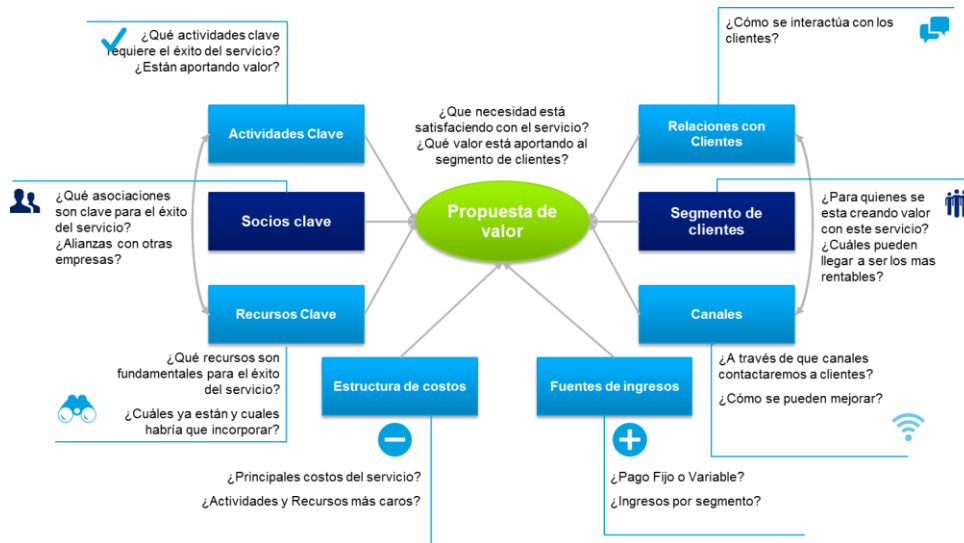 ¿Qué actividades clave
requiere el éxito del servicio?
¿Están aportando valor?
¿Cómo se interactúa con los
clientes?
Actividades Clave
¿Que necesidad está
satisfaciendo con el servicio?
¿Qué valor está aportando al
segmento de clientes?
Relaciones con
Clientes
¿Qué asociaciones
son clave para el éxito
del servicio?
¿Alianzas con otras
empresas?
Socios clave
Propuesta de
valor
Segmento de
clientes
¿Para quienes se
esta creando valor
con este servicio?
¿Cuáles pueden
llegar a ser los mas
rentables?
Recursos Clave
Canales
¿Qué recursos son
fundamentales para el éxito
del servicio?
¿Cuáles ya están y cuales
habría que incorporar?
Estructura de costos
Fuentes de ingresos
¿A través de que canales
contactaremos a clientes?
¿Cómo se pueden mejorar?
¿Principales costos del servicio?
¿Actividades y Recursos más caros?
¿Pago Fijo o Variable?
¿Ingresos por segmento?